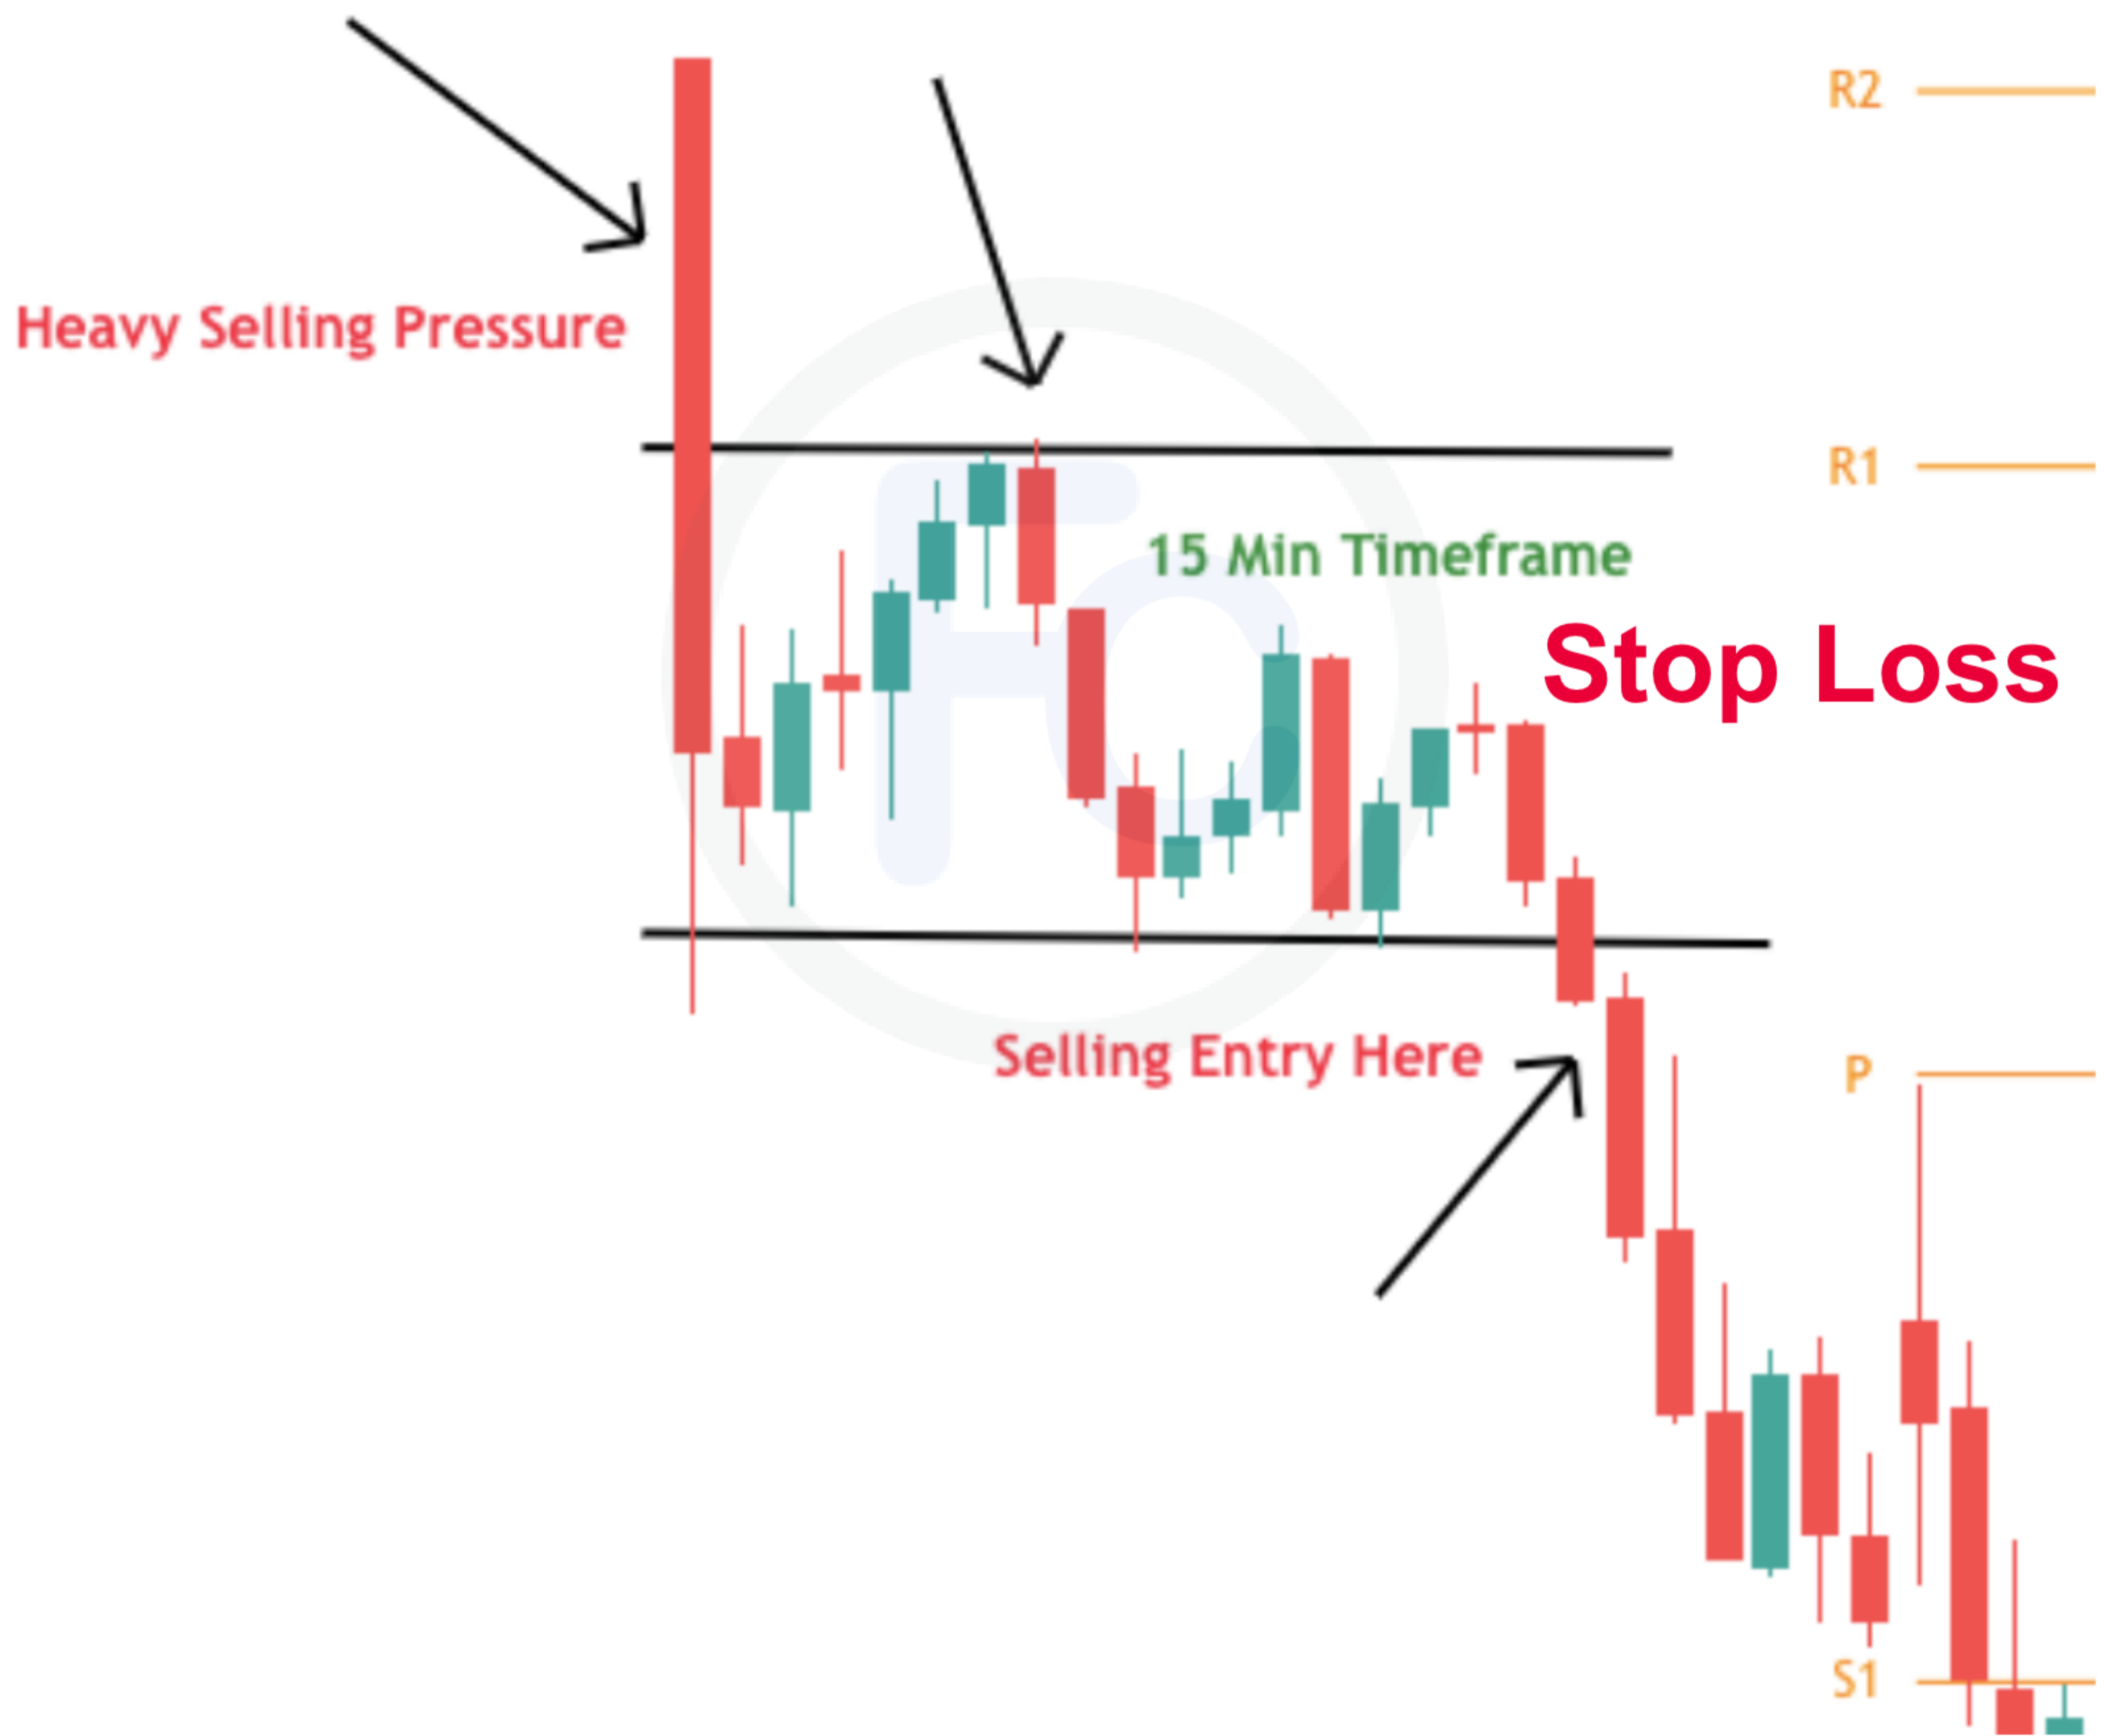 R2
Heavy Selling Pressure
R1
15 Min Timeframe
Stop Loss
Selling Entry Here
P
S1